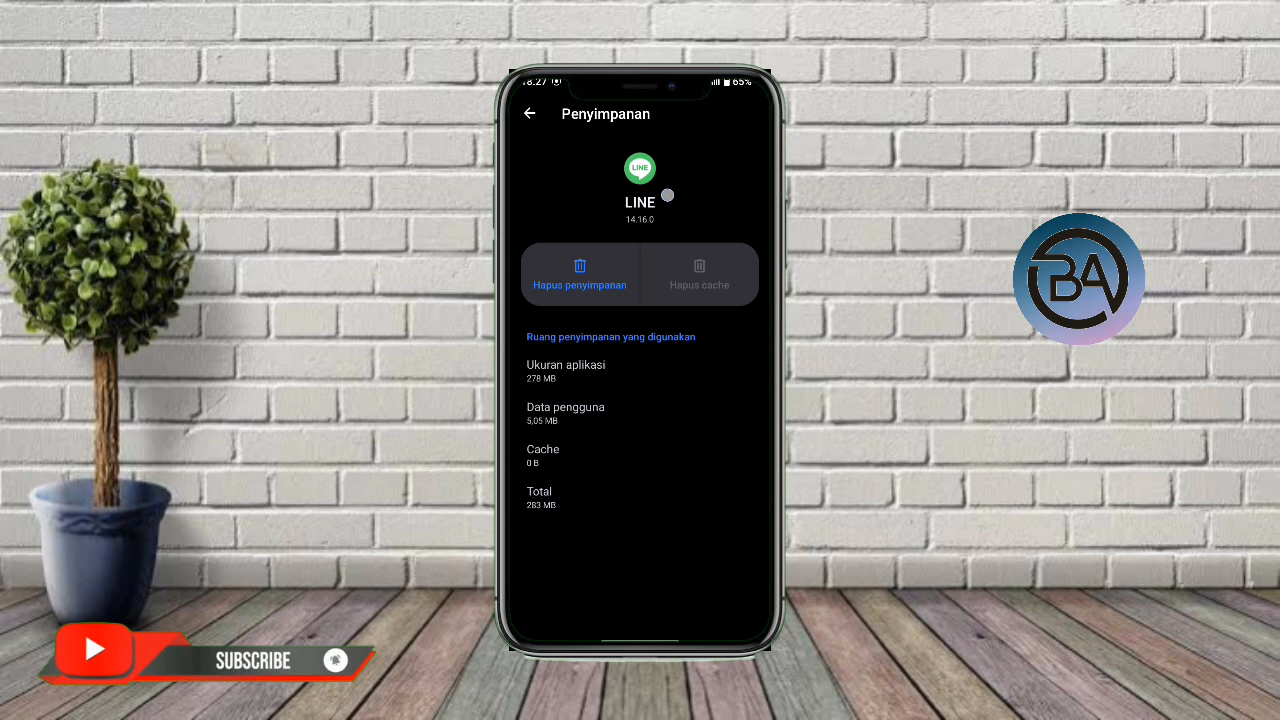 18.27 65%
Penyimpanan
LINE
LINE
14.16.0
Hapus penyimpanan Hapus cache
Ruang penyimpanan yang digunakan
Ukuran aplikasi
278 MB
Data pengguna
5,05 MB
Cache
0 B
Total
283 MB
BA
SUBSCRIBE